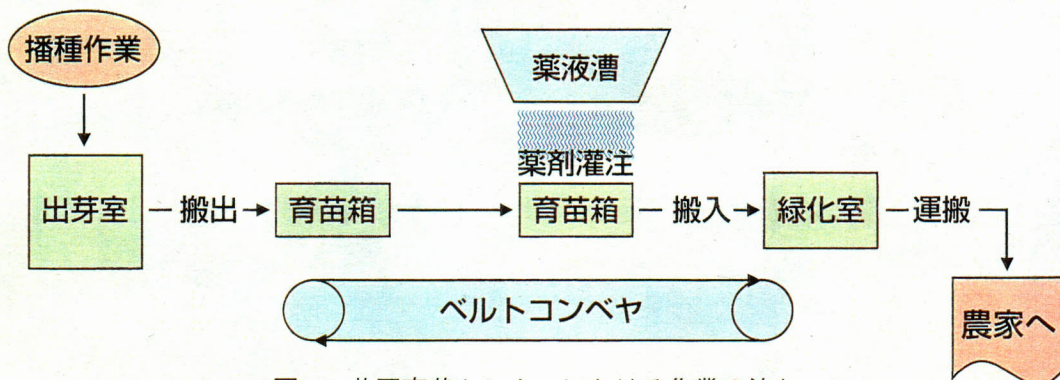 播種作業
薬液漕
薬剤灌注
出芽室
搬出
育苗箱
育苗箱
搬入
緑化室
運搬
ベルトコンベヤ
農家へ